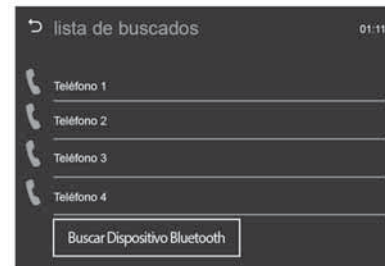 lista de buscados
01:11
Teléfono 1
Teléfono 2
Teléfono 3
Teléfono 4
Buscar Dispositivo Bluetooth